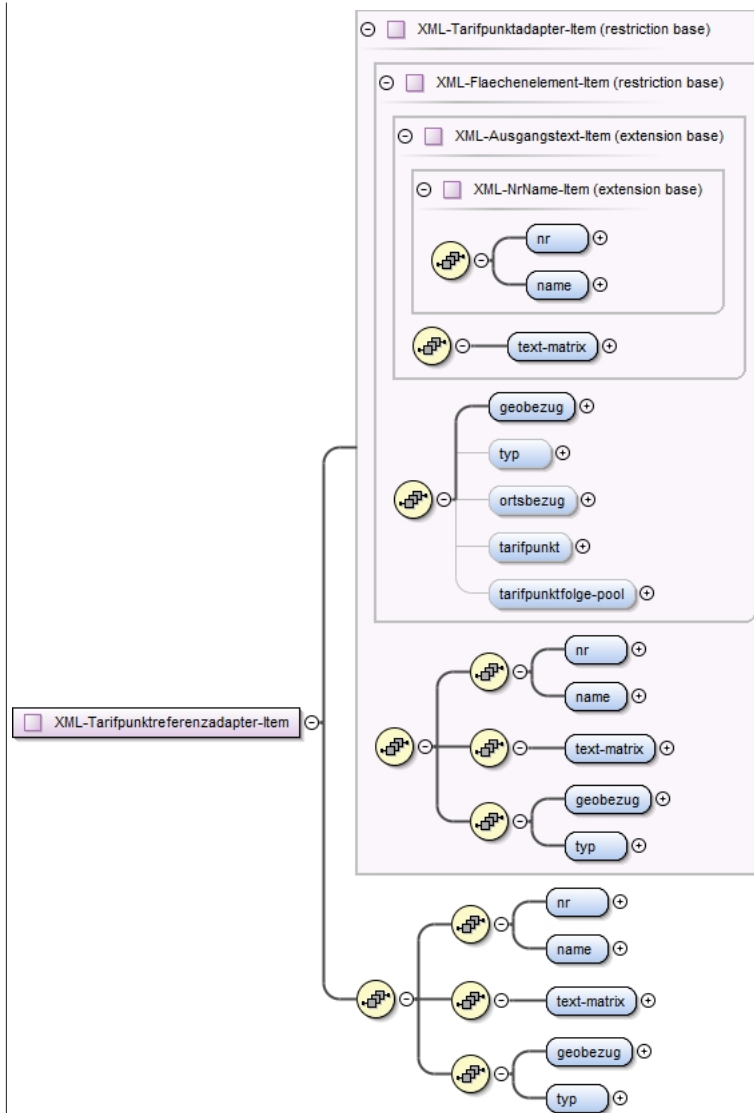 XML-Tarifpunktadapter-Item (restriction base)
XML-Flaechenelement-Item (restriction base)
XML-Ausgangstext-Item (extension base)
XML-NrName-Item (extension base)
nr
name
text-matrix
geobezug
typ
ortsbezug
tarifpunkt
tarifpunktfolge-pool
nr
name
XML-Tarifpunktreferenzadapter-Item
text-matrix
geobezug
typ
nr
name
text-matrix
geobezug
typ